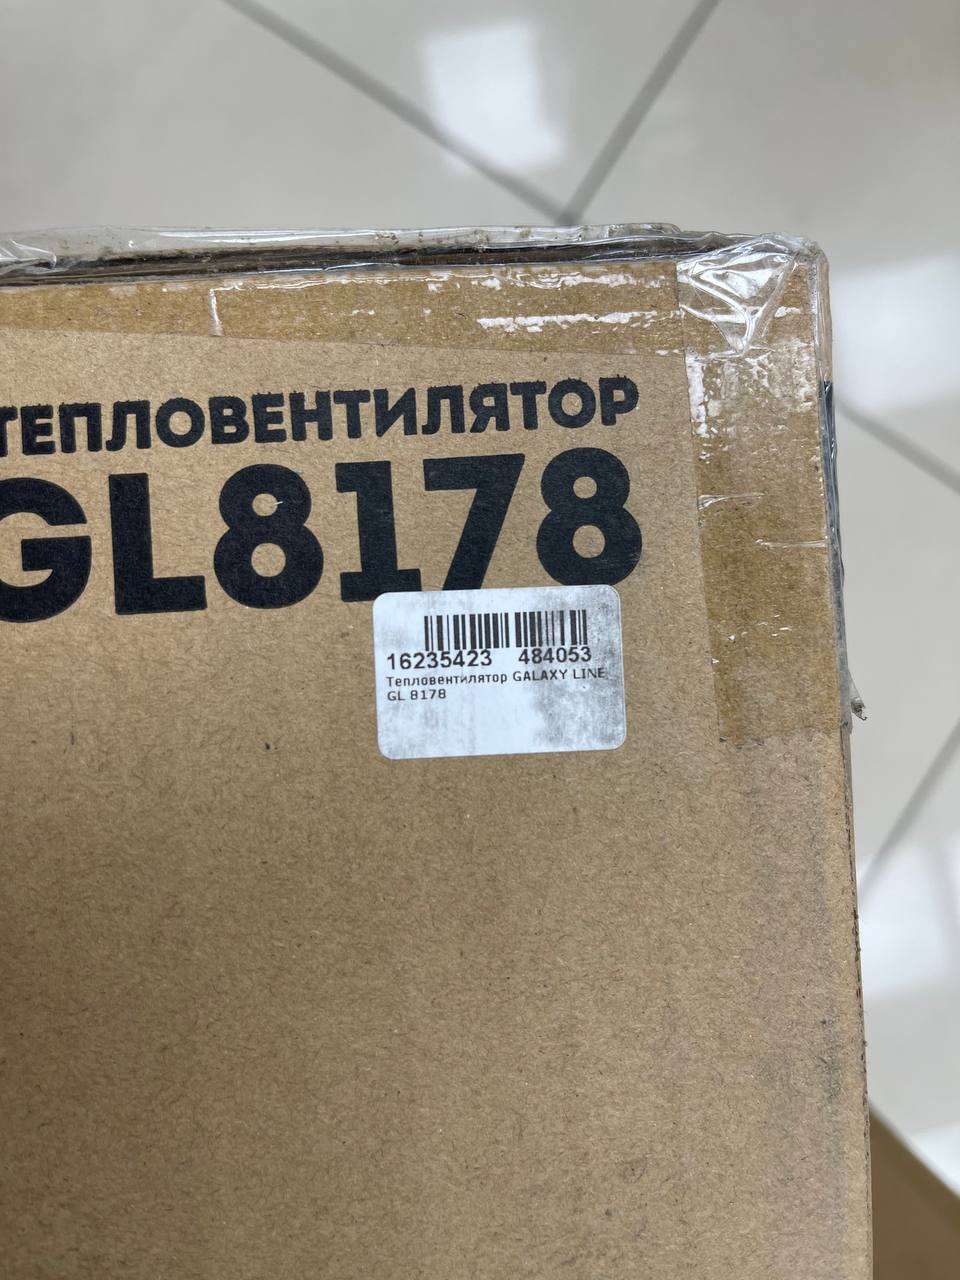 ТЕПЛОВЕНТИЛЯТОР
GL8178
16235423 484053
Тепловентилятор GALAXY LINE
GL 8178